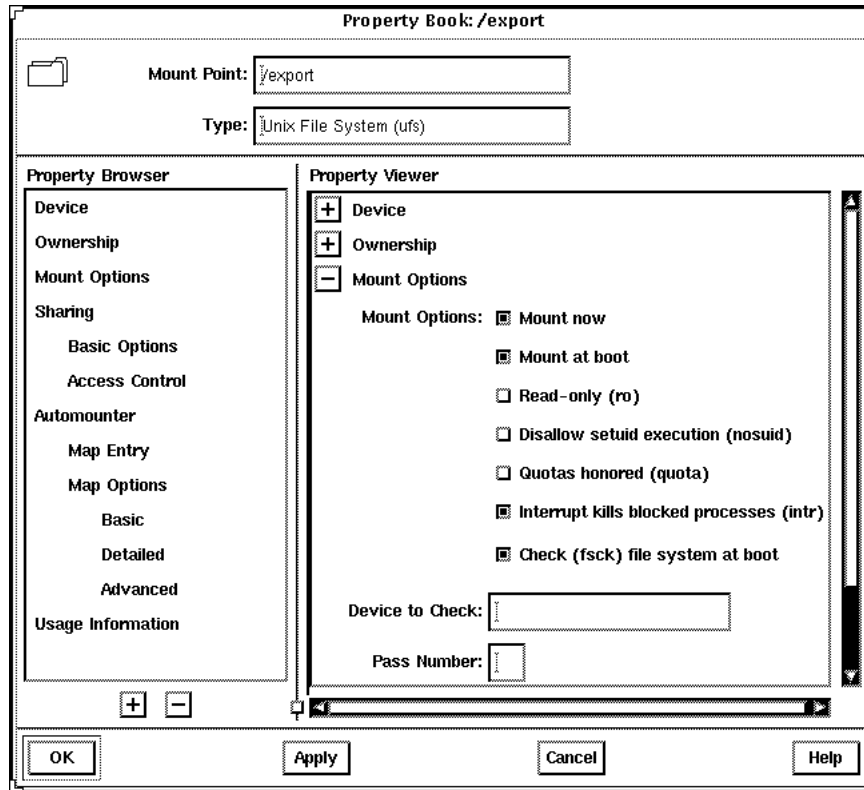 Property Book: /export
Mount Point: /export
Type: Unix File System (ufs)
Property Browser
Device
Ownership
Mount Options
Sharing
Basic Options
Access Control
Automounter
Map Entry
Map Options
Basic
Detailed
Advanced
Usage Information
Property Viewer
Device
Ownership
Mount Options
Mount Options: Mount now
Mount at boot
Read-only (ro)
Disallow setuid execution (nosuid)
Quotas honored (quota)
Interrupt kills blocked processes (intr)
Check (fsck) file system at boot
Device to Check:
Pass Number:
OK Apply Cancel Help